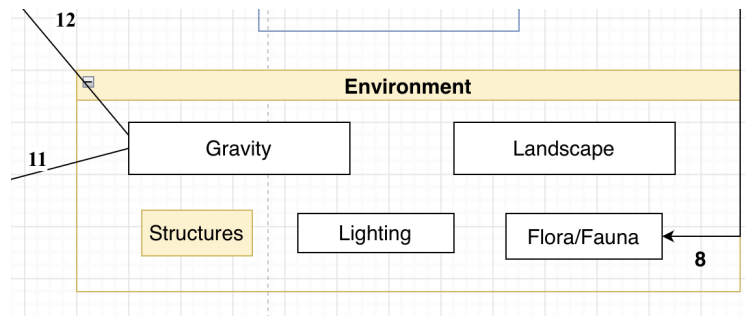 12
Environment
Gravity
Landscape
11
Structures
Lighting
Flora/Fauna
8